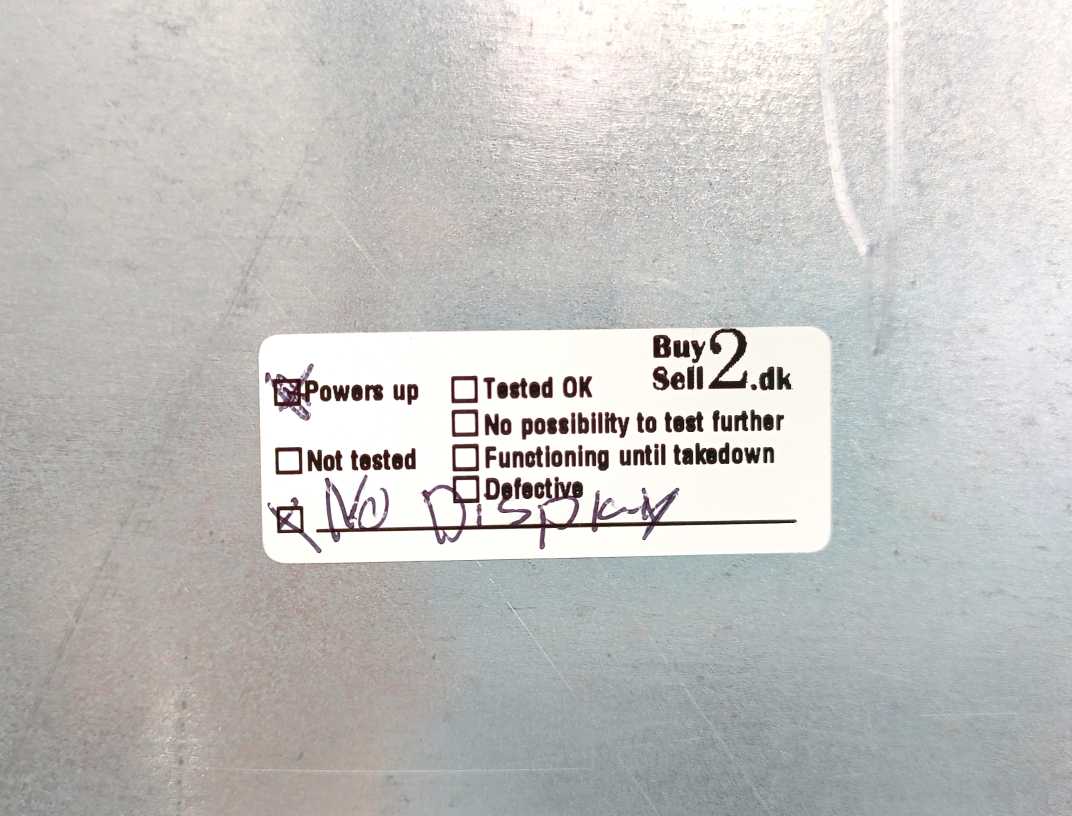 Buy 2
Sell .dk
Powers up
Tested OK
No possibility to test further
Not tested
Functioning until takedown
Defective
No Display